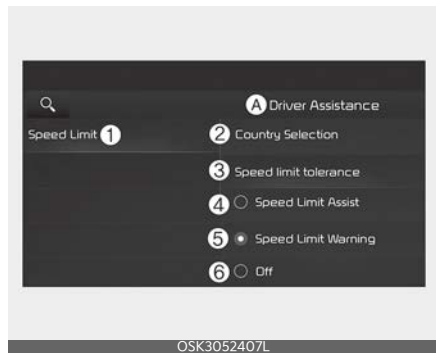 A Driver Assistance
Speed Limit 1
2 Country Selection
3 Speed limit tolerance
4 Speed Limit Assist
5 Speed Limit Warning
6 Off
OSK3052407L